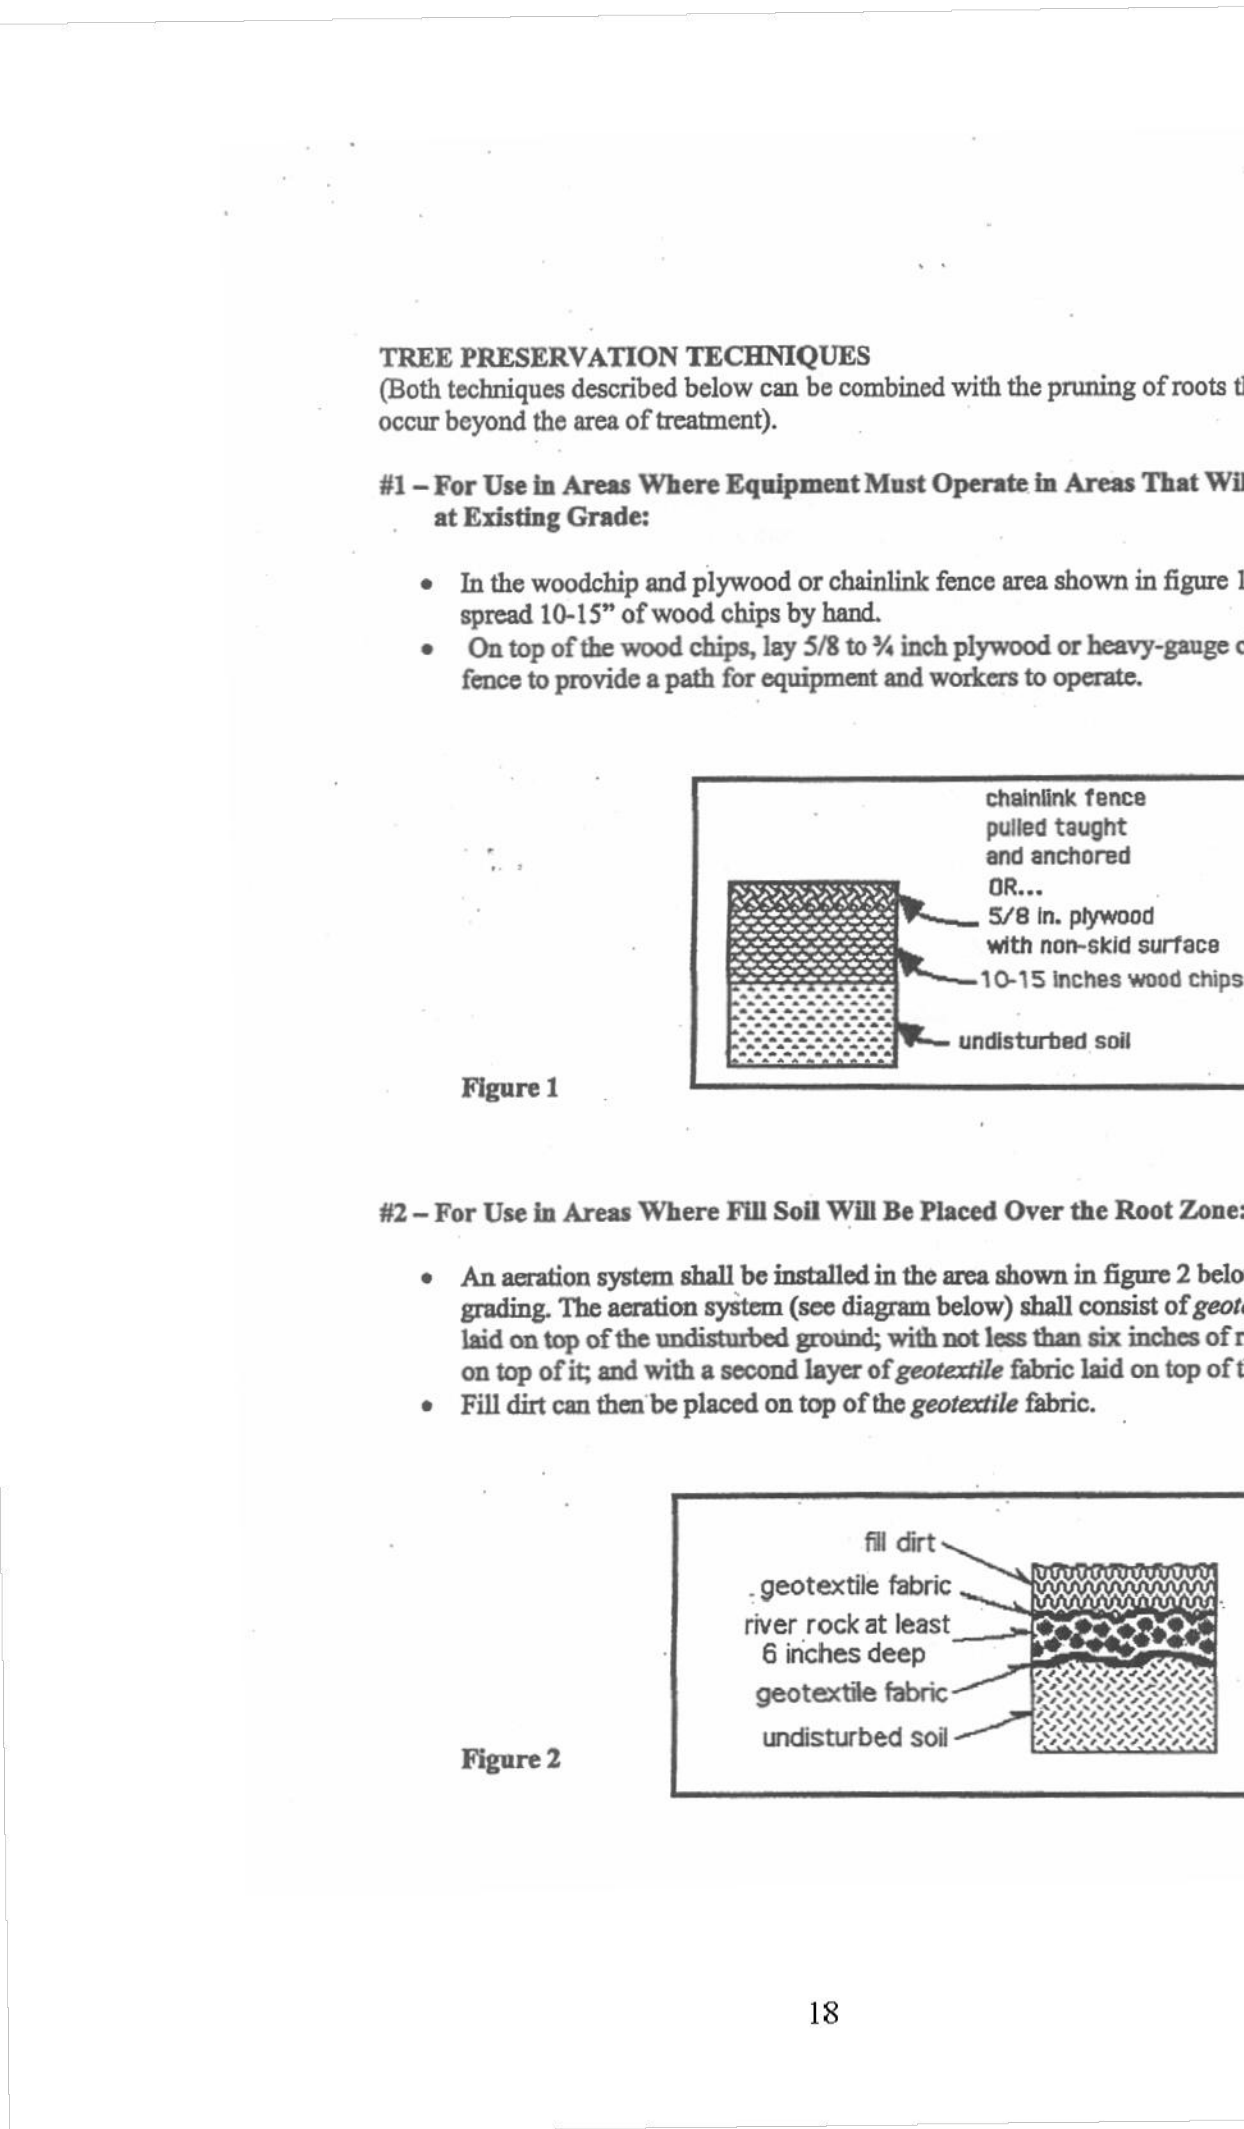 TREE PRESERVATION TECHNIQUES
(Both techniques described below can be combined with the pruning of roots
occur beyond the area of treatment).
#1 – For Use in Areas Where Equipment Must Operate in Areas That
at Existing Grade:
• In the woodchip and plywood or chainlink fence area shown in figure 1
spread 10-15” of wood chips by hand.
• On top of the wood chips, lay 5/8 to ¾ inch plywood or heavy-gauge
fence to provide a path for equipment and workers to operate.
chainlink fence
pulled taught
and anchored
OR...
5/8 in. plywood
with non-skid surface
10-15 inches wood chips
undisturbed soil
Figure 1
#2 – For Use in Areas Where Fill Soil Will Be Placed Over the Root Zone:
• An aeration system shall be installed in the area shown in figure 2
grading. The aeration system (see diagram below) shall consist of
laid on top of the undisturbed ground; with not less than six inches of
on top of it; and with a second layer of geotextile fabric laid on top of
• Fill dirt can then be placed on top of the geotextile fabric.
fill dirt
geotextile fabric
river rock at least
6 inches deep
geotextile fabric
undisturbed soil
Figure 2
18